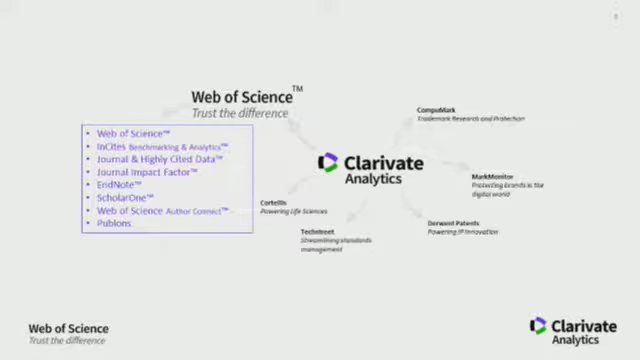 Web of Science™
Trust the difference
• Web of Science™
• InCites Benchmarking & Analytics™
• Journal & Highly Cited Data™
• Journal Impact Factor™
• EndNote™
• ScholarOne™
• Web of Science Author Connect™
• Publons
Clarivate
Analytics
CompuMark
Trademark Research and Protection
MarkMonitor
Protecting brands in the
digital world
Derwent Patents
Powering IP Innovation
Techstreet
Streamlining standards
management
Cortellis
Powering Life Sciences
Web of Science
Trust the difference
Clarivate
Analytics